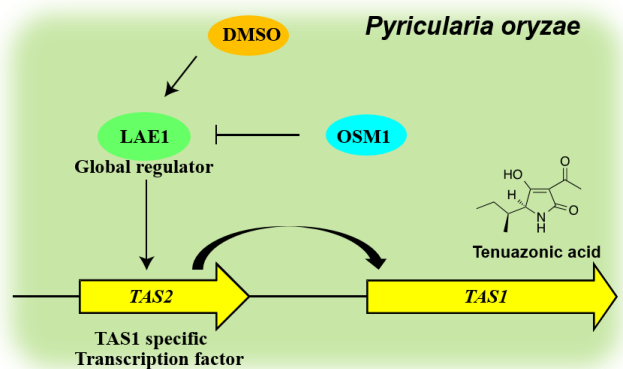 Pyricularia oryzae
DMSO
LAE1
OSM1
Global regulator
HO
O
H
O
N
H
Tenuazonic acid
TAS2
TAS1
TAS1 specific
Transcription factor